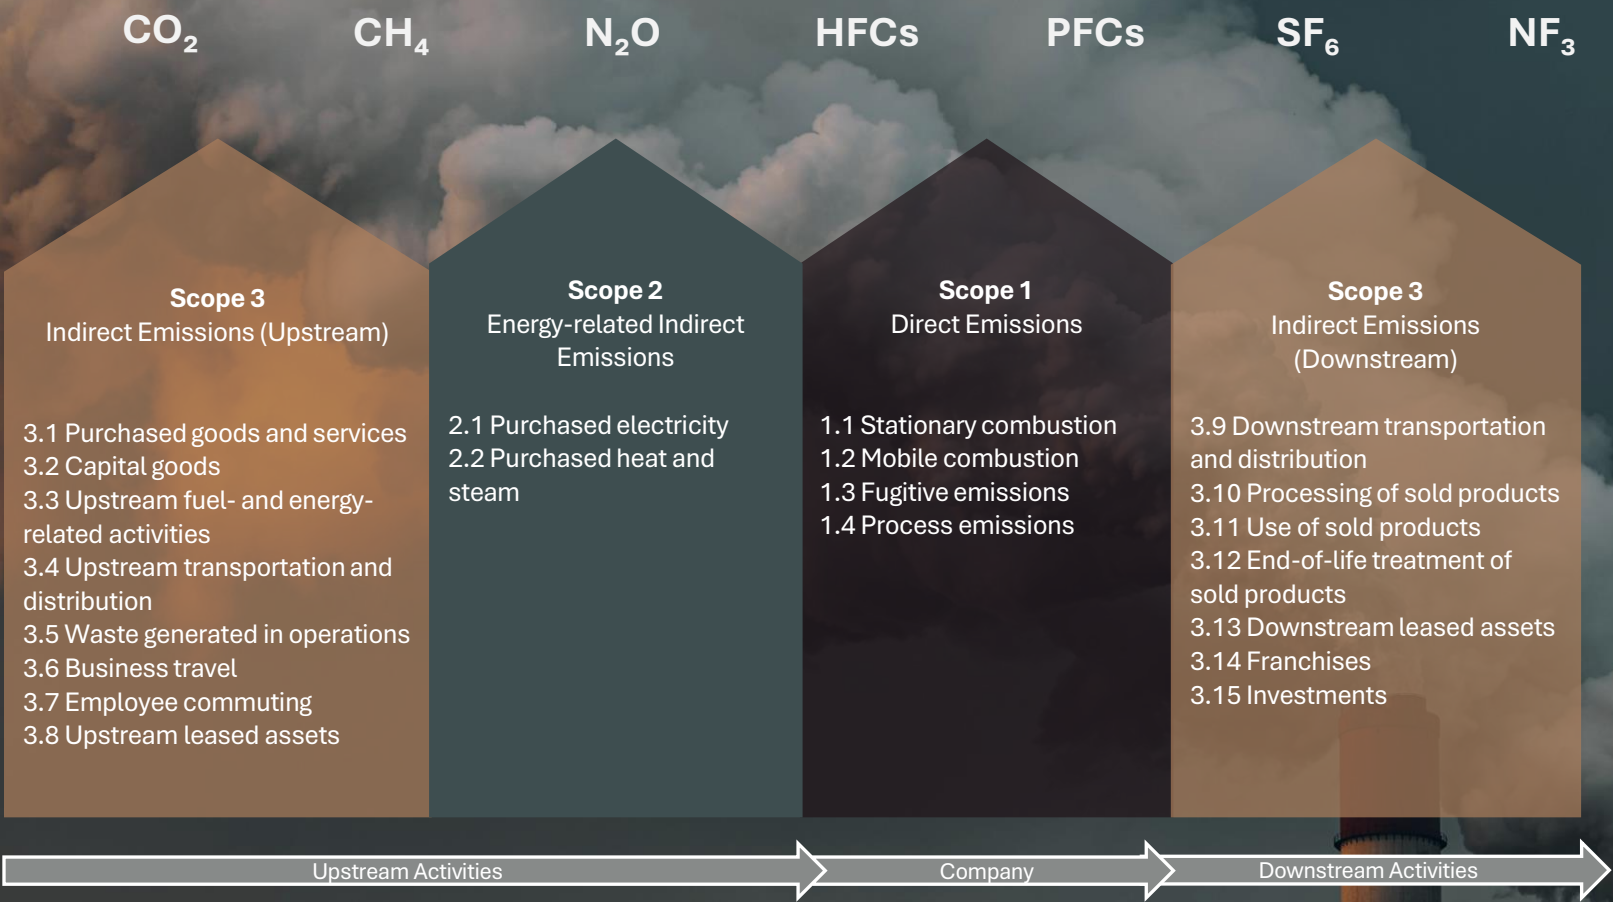 CO₂ CH₄ N₂O HFCs PFCs SF₆ NF₃
Scope 3
Indirect Emissions (Upstream)
3.1 Purchased goods and services
3.2 Capital goods
3.3 Upstream fuel- and energy-
related activities
3.4 Upstream transportation and
distribution
3.5 Waste generated in operations
3.6 Business travel
3.7 Employee commuting
3.8 Upstream leased assets
Scope 2
Energy-related Indirect
Emissions
2.1 Purchased electricity
2.2 Purchased heat and
steam
Scope 1
Direct Emissions
1.1 Stationary combustion
1.2 Mobile combustion
1.3 Fugitive emissions
1.4 Process emissions
Scope 3
Indirect Emissions
(Downstream)
3.9 Downstream transportation
and distribution
3.10 Processing of sold products
3.11 Use of sold products
3.12 End-of-life treatment of
sold products
3.13 Downstream leased assets
3.14 Franchises
3.15 Investments
Upstream Activities
Company
Downstream Activities